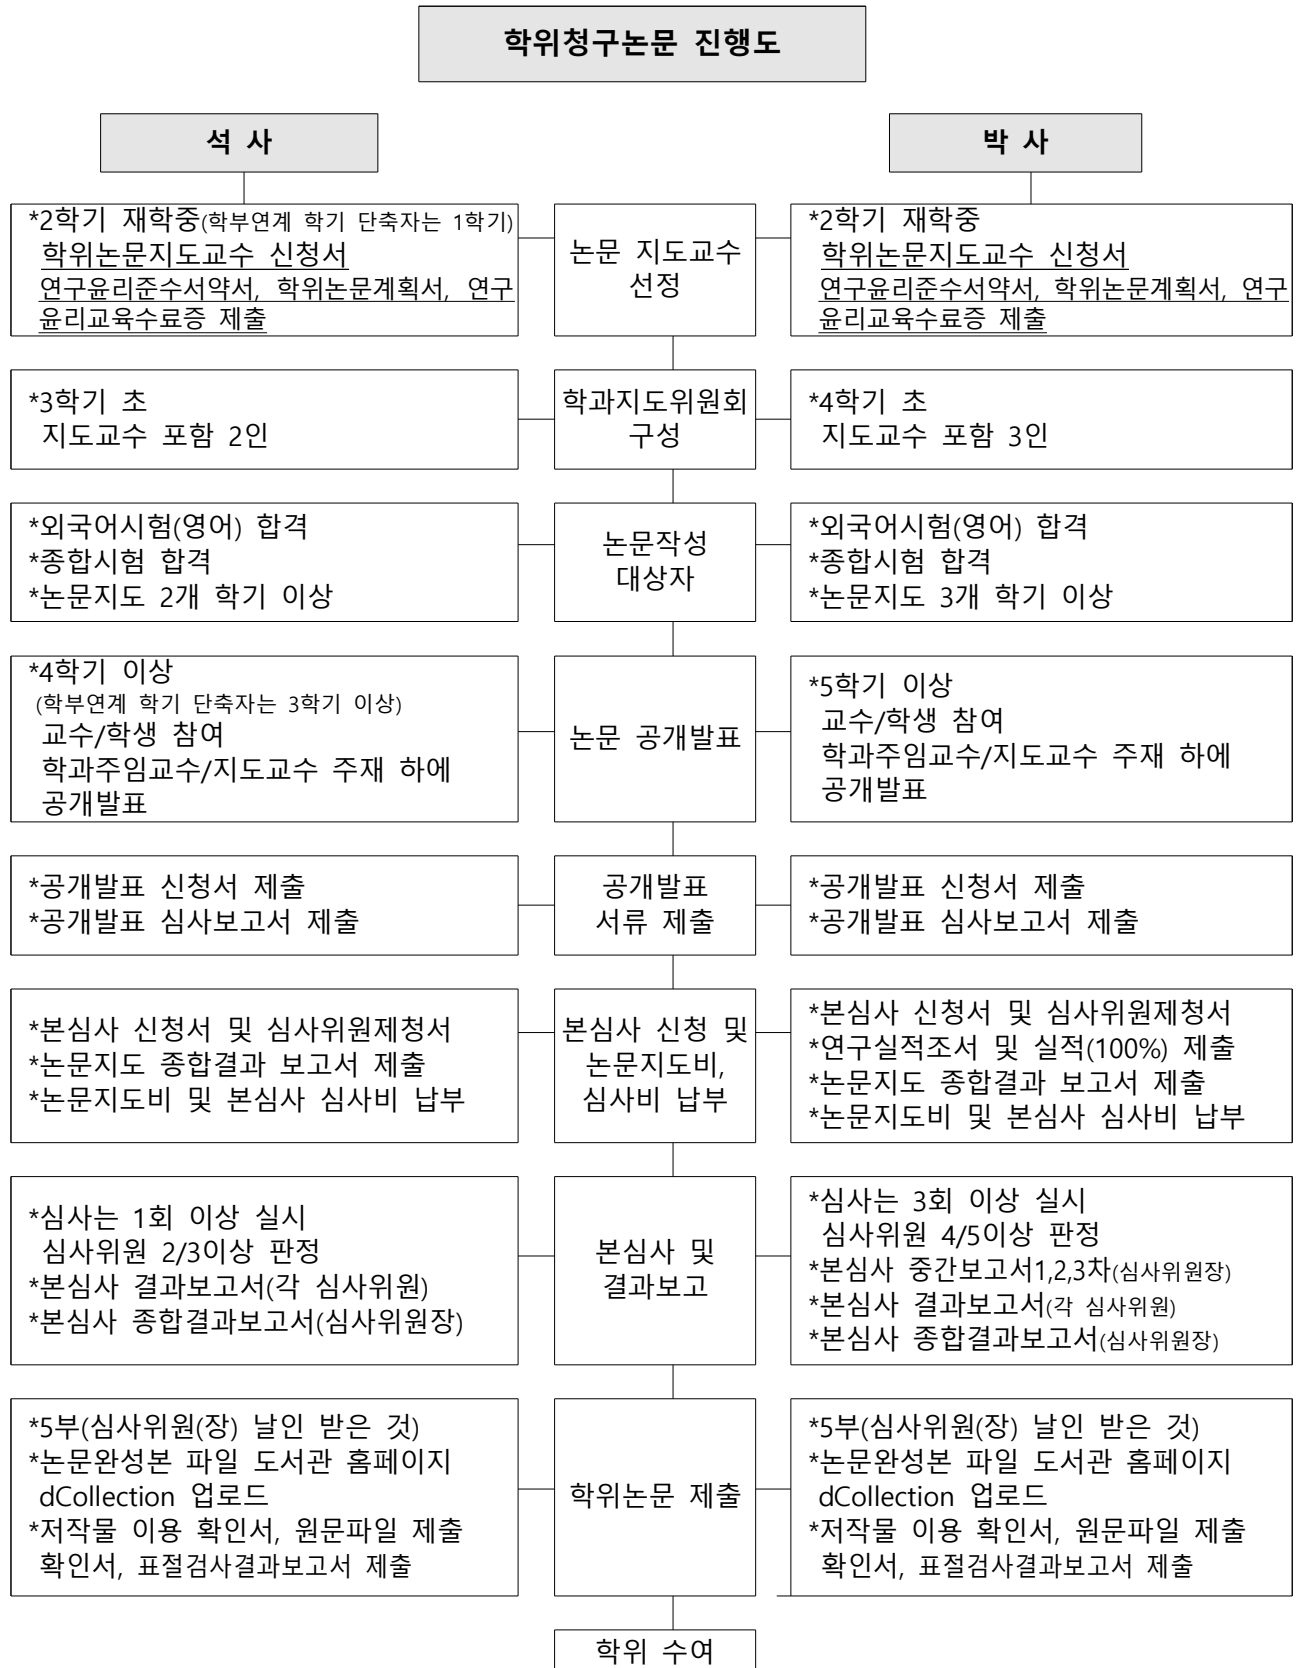 학위청구논문 진행도
석 사
박 사
*2학기 재학중(학부연계 학기 단축자는 1학기)
학위논문지도교수 신청서
연구윤리준수서약서, 학위논문계획서, 연구
윤리교육수료증 제출
논문 지도교수
선정
*2학기 재학중
학위논문지도교수 신청서
연구윤리준수서약서, 학위논문계획서, 연구
윤리교육수료증 제출
*3학기 초
지도교수 포함 2인
학과지도위원회
구성
*4학기 초
지도교수 포함 3인
*외국어시험(영어) 합격
*종합시험 합격
*논문지도 2개 학기 이상
논문작성
대상자
*외국어시험(영어) 합격
*종합시험 합격
*논문지도 3개 학기 이상
*4학기 이상
(학부연계 학기 단축자는 3학기 이상)
교수/학생 참여
학과주임교수/지도교수 주재 하에
공개발표
논문 공개발표
*5학기 이상
교수/학생 참여
학과주임교수/지도교수 주재 하에
공개발표
*공개발표 신청서 제출
*공개발표 심사보고서 제출
공개발표
서류 제출
*공개발표 신청서 제출
*공개발표 심사보고서 제출
*본심사 신청서 및 심사위원제청서
*논문지도 종합결과 보고서 제출
*논문지도비 및 본심사 심사비 납부
본심사 신청 및
논문지도비,
심사비 납부
*본심사 신청서 및 심사위원제청서
*연구실적조서 및 실적(100%) 제출
*논문지도 종합결과 보고서 제출
*논문지도비 및 본심사 심사비 납부
*심사는 1회 이상 실시
심사위원 2/3이상 판정
*본심사 결과보고서(각 심사위원)
*본심사 종합결과보고서(심사위원장)
본심사 및
결과보고
*심사는 3회 이상 실시
심사위원 4/5이상 판정
*본심사 중간보고서1,2,3차(심사위원장)
*본심사 결과보고서(각 심사위원)
*본심사 종합결과보고서(심사위원장)
*5부(심사위원(장) 날인 받은 것)
*논문완성본 파일 도서관 홈페이지
dCollection 업로드
*저작물 이용 확인서, 원문파일 제출
확인서, 표절검사결과보고서 제출
학위논문 제출
*5부(심사위원(장) 날인 받은 것)
*논문완성본 파일 도서관 홈페이지
dCollection 업로드
*저작물 이용 확인서, 원문파일 제출
확인서, 표절검사결과보고서 제출
학위 수여